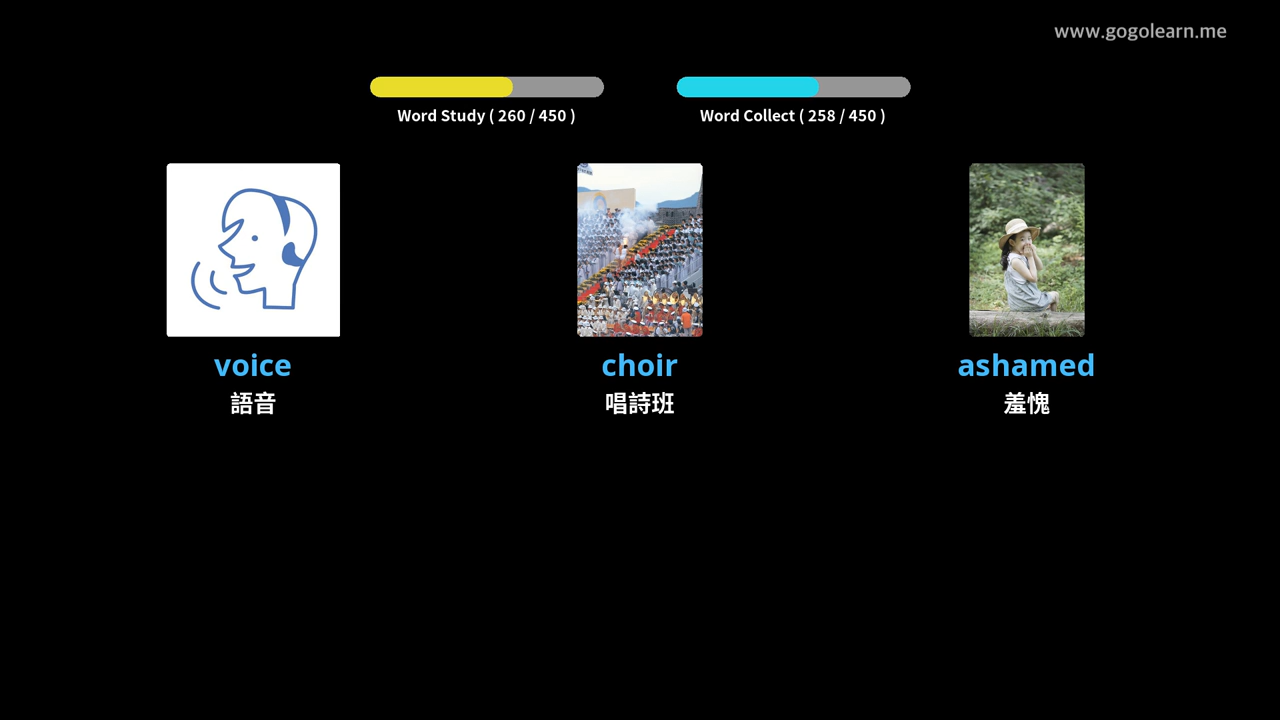 www.gogolearn.me
Word Study ( 260 / 450 )
Word Collect ( 258 / 450 )
voice
choir
ashamed
語音
唱詩班
羞愧